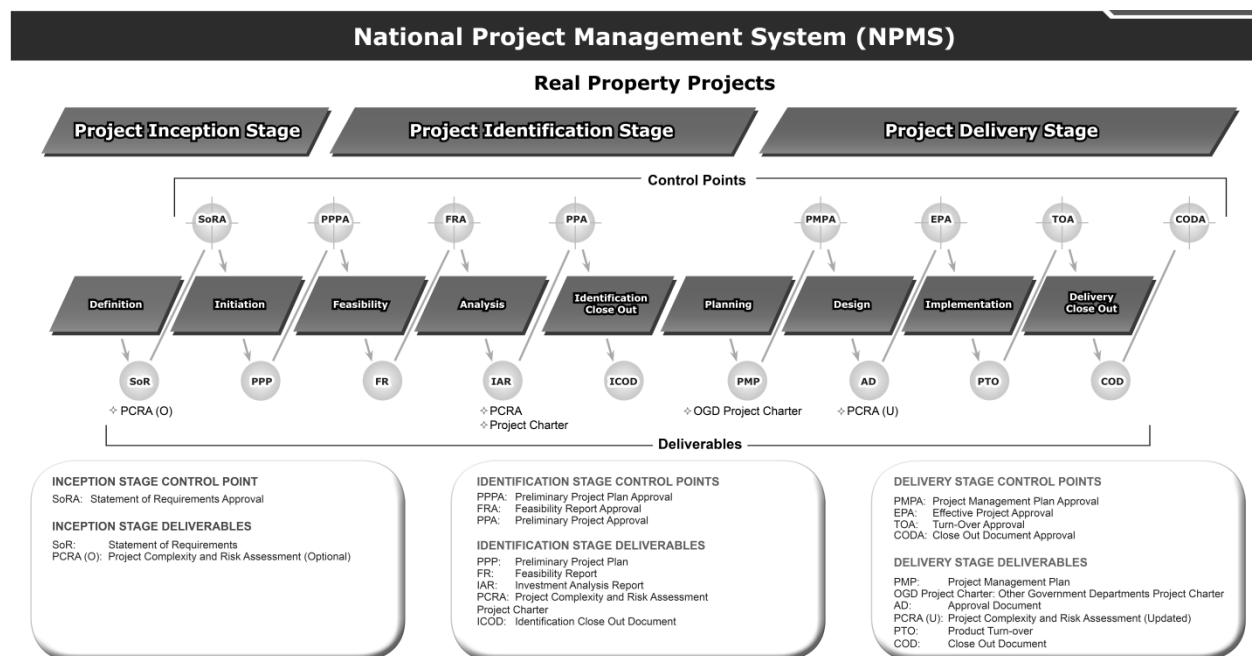 National Project Management System (NPMS)
Real Property Projects
Project Inception Stage
Project Identification Stage
Project Delivery Stage
Control Points
SoRA
PPPA
FRA
PPA
PMPA
EPA
TOA
CODA
Definition
Initiation
Feasibility
Analysis
Identification
Close Out
Planning
Design
Implementation
Delivery
Close Out
SoR
PPP
FR
IAR
ICOD
PMP
AD
PTO
COD
✧ PCRA (O)
✧ PCRA
✧ Project Charter
✧ OGD Project Charter
✧ PCRA (U)
Deliverables
INCEPTION STAGE CONTROL POINT
SoRA: Statement of Requirements Approval
INCEPTION STAGE DELIVERABLES
SoR: Statement of Requirements
PCRA (O): Project Complexity and Risk Assessment (Optional)
IDENTIFICATION STAGE CONTROL POINTS
PPPA: Preliminary Project Plan Approval
FRA: Feasibility Report Approval
PPA: Preliminary Project Approval
IDENTIFICATION STAGE DELIVERABLES
PPP: Preliminary Project Plan
FR: Feasibility Report
IAR: Investment Analysis Report
PCRA: Project Complexity and Risk Assessment
Project Charter
ICOD: Identification Close Out Document
DELIVERY STAGE CONTROL POINTS
PMPA: Project Management Plan Approval
EPA: Effective Project Approval
TOA: Turn-Over Approval
CODA: Close Out Document Approval
DELIVERY STAGE DELIVERABLES
PMP: Project Management Plan
OGD Project Charter: Other Government Departments Project Charter
AD: Approval Document
PCRA (U): Project Complexity and Risk Assessment (Updated)
PTO: Product Turn-over
COD: Close Out Document